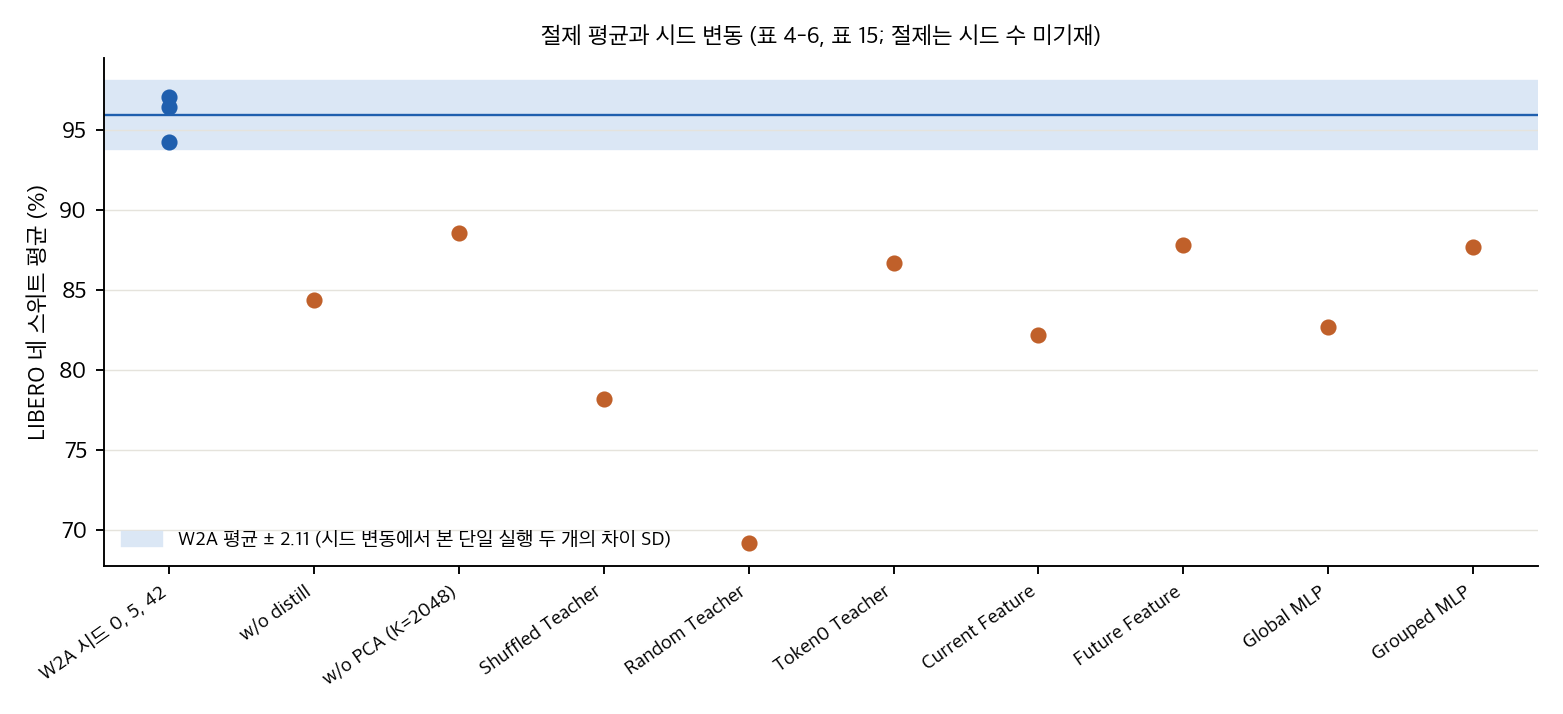 절제 평균과 시드 변동 (표 4–6, 표 15; 절제는 시드 수 미기재)
LIBERO 네 스위트 평균 (%)
95
90
85
80
75
70
W2A 평균 ± 2.11 (시드 변동에서 본 단일 실행 두 개의 차이 SD)
W2A 시드 0, 5, 42
w/o distill
w/o PCA (K=2048)
Shuffled Teacher
Random Teacher
Token0 Teacher
Current Feature
Future Feature
Global MLP
Grouped MLP